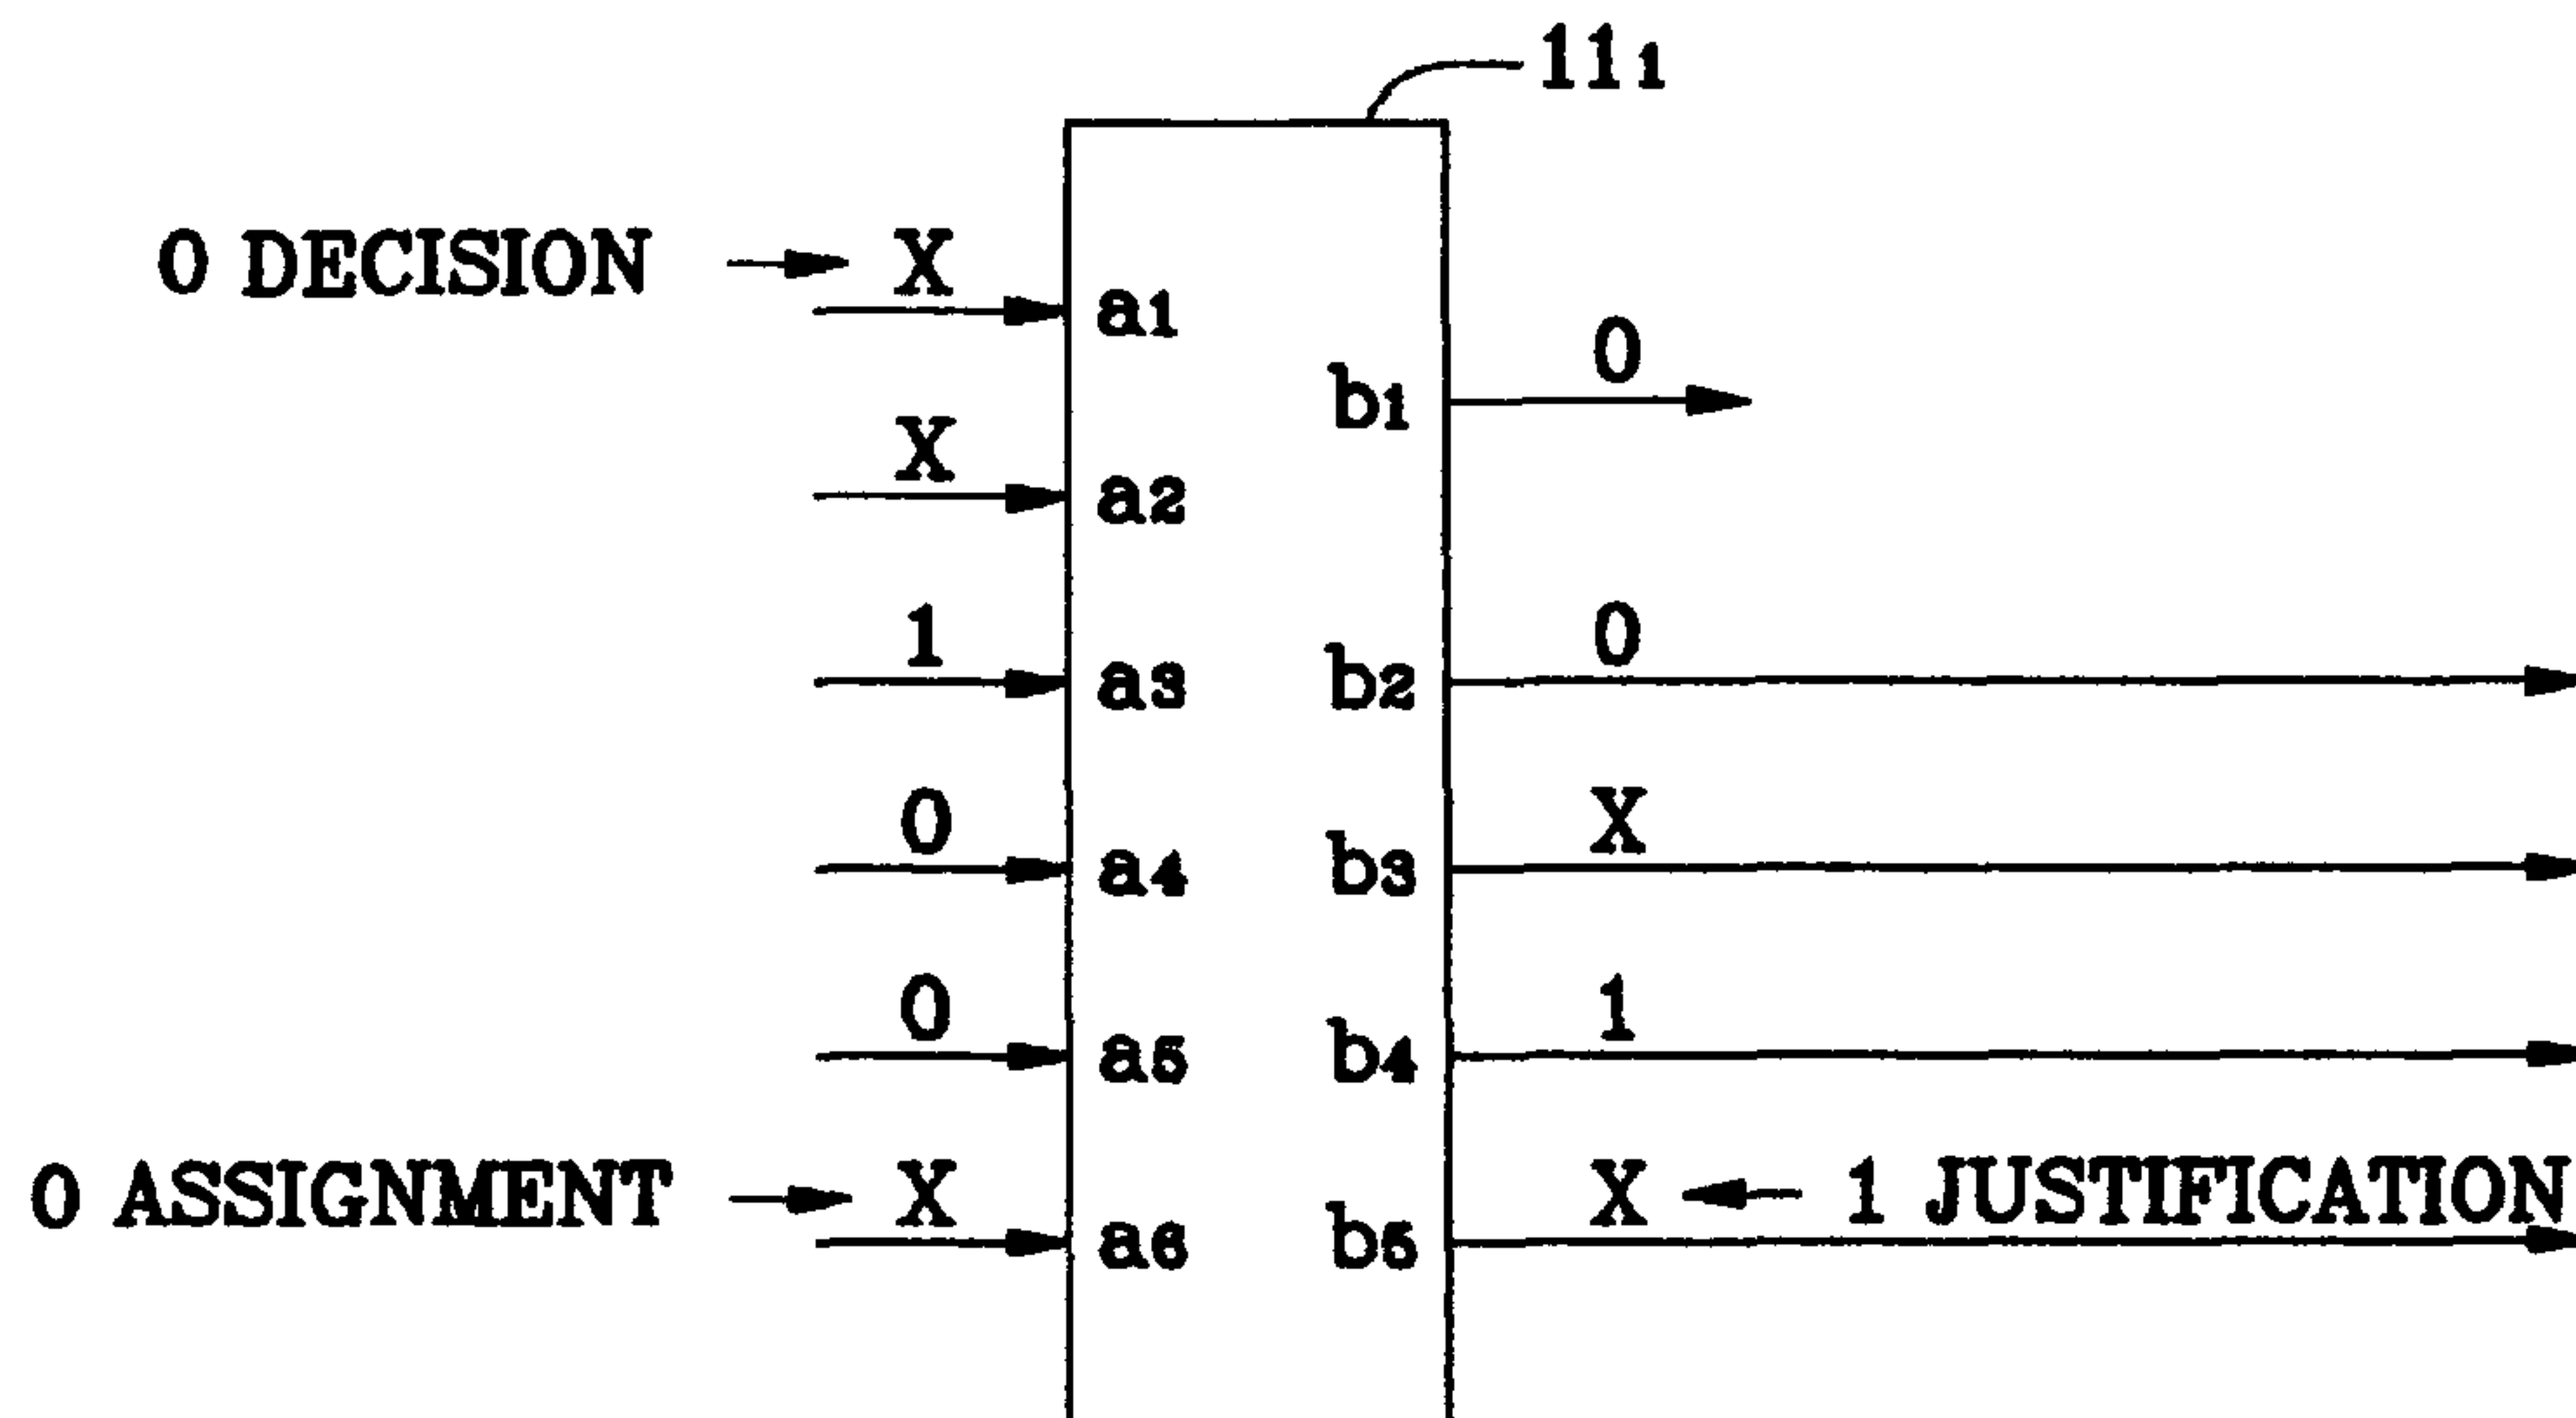 11₁
0 DECISION → X
a1
0
b1
X
a2
1
0
a3
b2
0
X
a4
b3
0
1
a5
b4
0 ASSIGNMENT → X
X ← 1 JUSTIFICATION
a6
b5